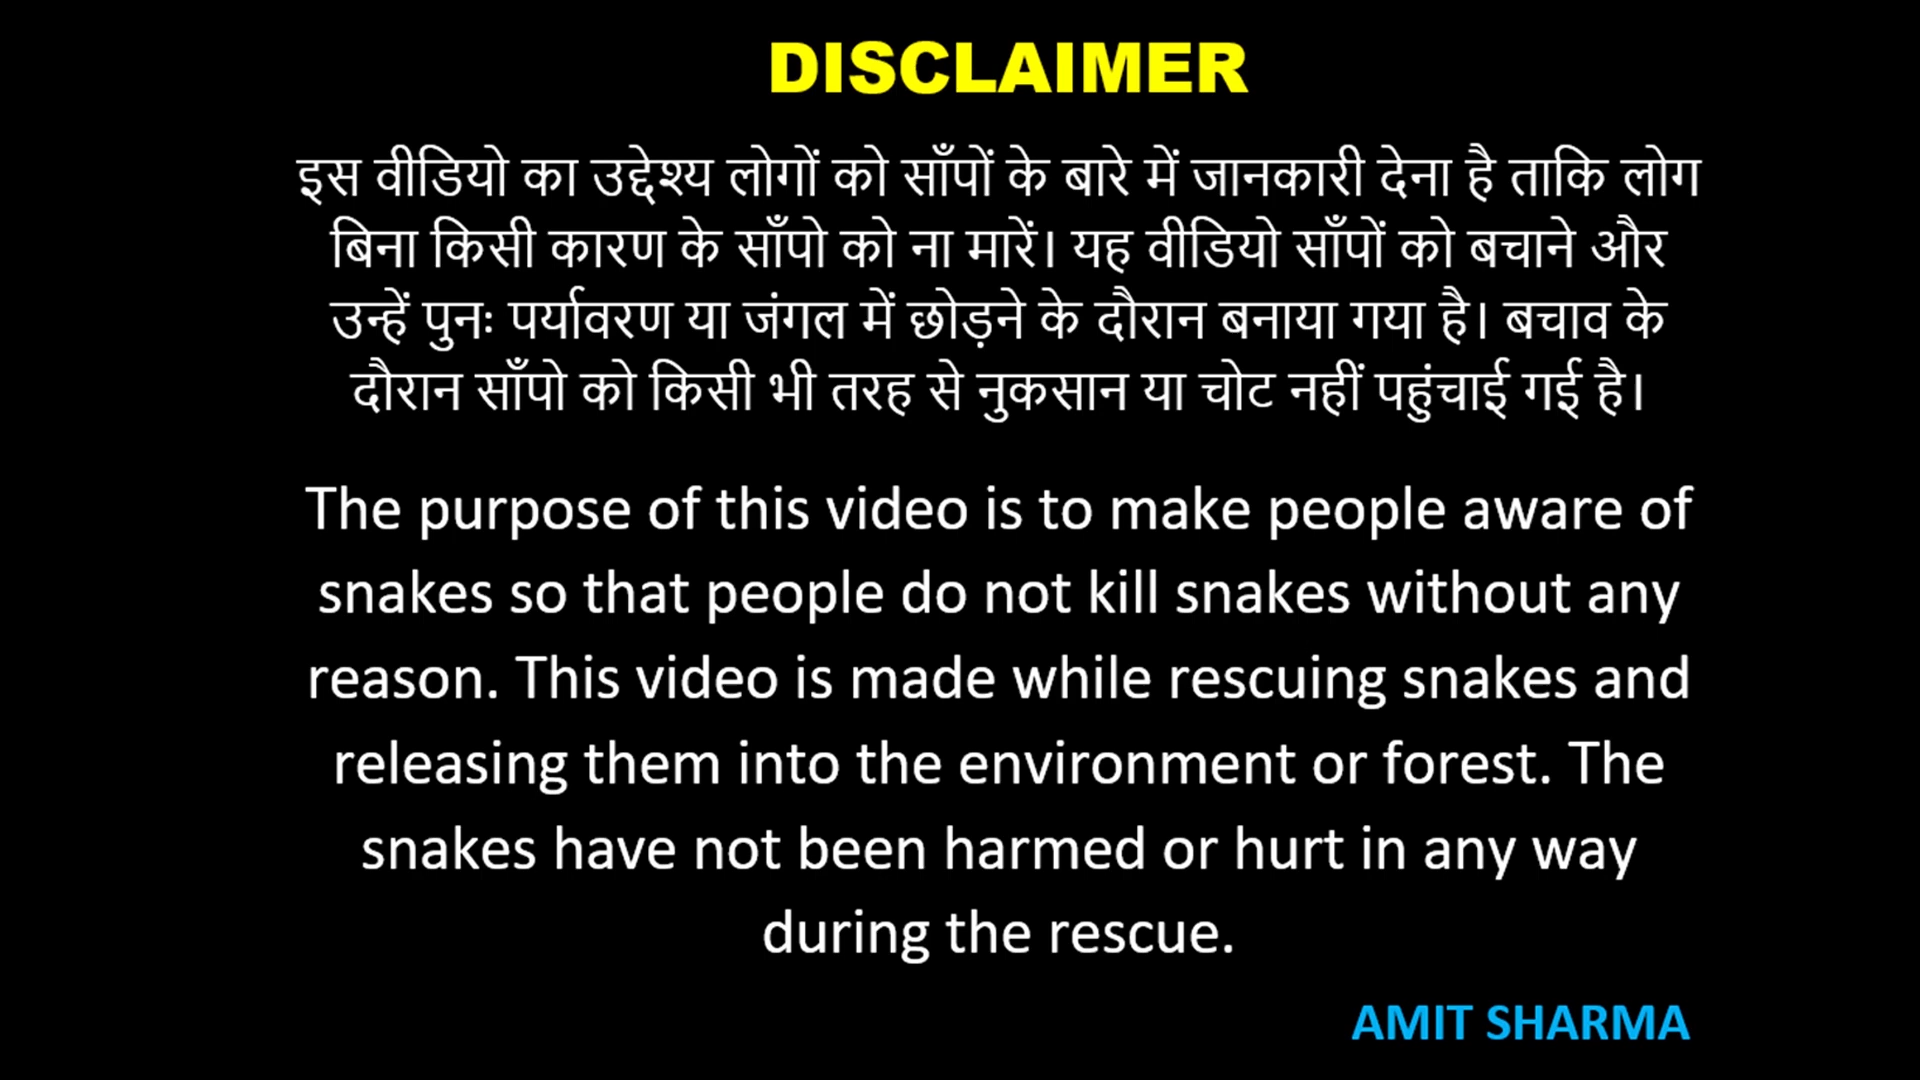 DISCLAIMER
इस वीडियो का उद्देश्य लोगों को साँपों के बारे में जानकारी देना है ताकि लोग
बिना किसी कारण के साँपो को ना मारें। यह वीडियो साँपों को बचाने और
उन्हें पुनः पर्यावरण या जंगल में छोड़ने के दौरान बनाया गया है। बचाव के
दौरान साँपो को किसी भी तरह से नुकसान या चोट नहीं पहुंचाई गई है।
The purpose of this video is to make people aware of
snakes so that people do not kill snakes without any
reason. This video is made while rescuing snakes and
releasing them into the environment or forest. The
snakes have not been harmed or hurt in any way
during the rescue.
AMIT SHARMA